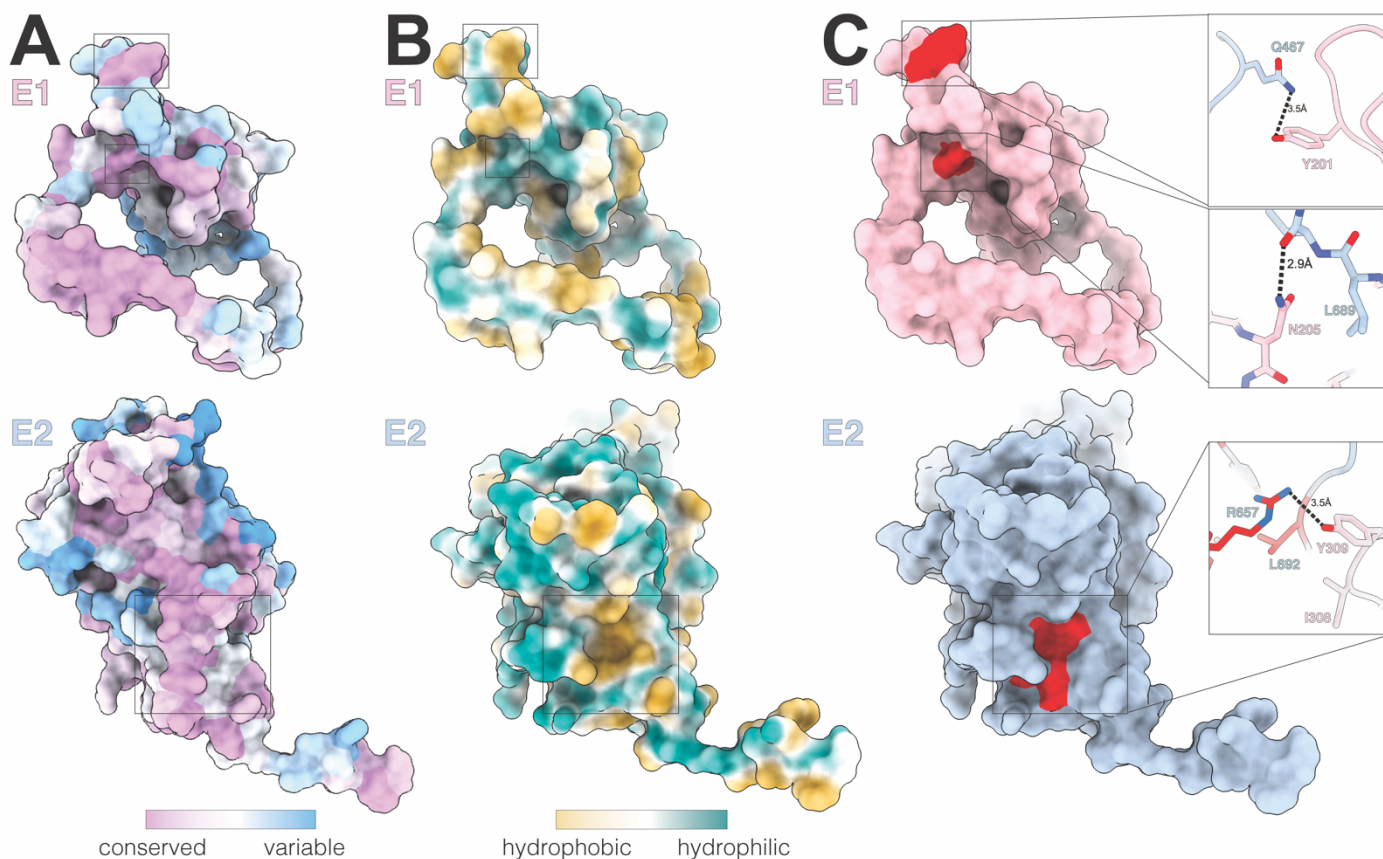 A
B
C
E1
E1
E1
Q467
3.5Å
Y201
2.9Å
L689
N205
E2
E2
E2
R657
3.5Å
Y309
L692
I308
conserved variable
hydrophobic hydrophilic